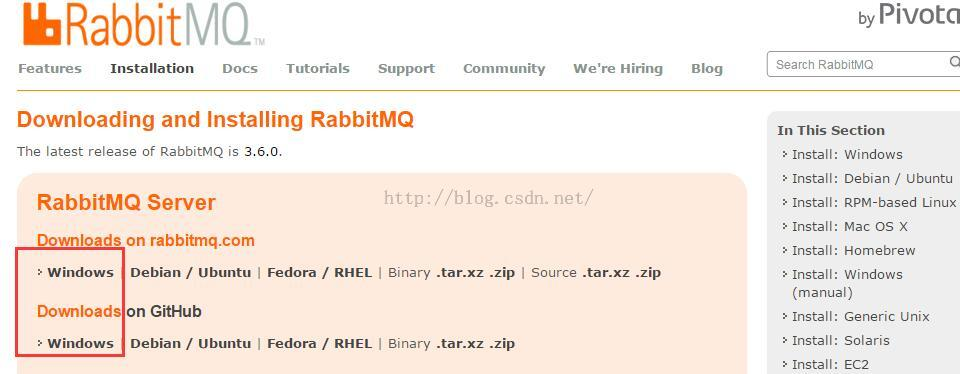 RabbitMQ TM
by Pivota
Features Installation Docs Tutorials Support Community We're Hiring Blog
Search RabbitMQ
Downloading and Installing RabbitMQ
The latest release of RabbitMQ is 3.6.0.
RabbitMQ Server
http://blog.csdn.net/
Downloads on rabbitmq.com
Windows | Debian / Ubuntu | Fedora / RHEL | Binary .tar.xz .zip | Source .tar.xz .zip
Downloads on GitHub
Windows | Debian / Ubuntu | Fedora / RHEL | Binary .tar.xz .zip
In This Section
Install: Windows
Install: Debian / Ubuntu
Install: RPM-based Linux
Install: Mac OS X
Install: Homebrew
Install: Windows
(manual)
Install: Generic Unix
Install: Solaris
Install: EC2